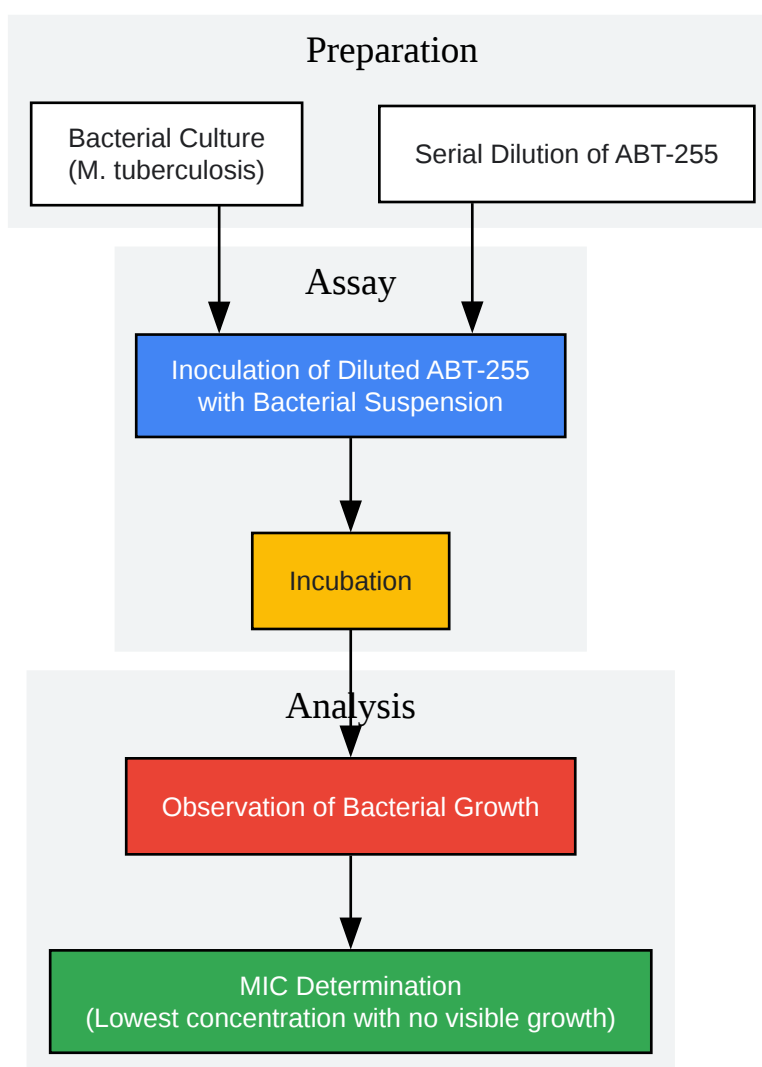 Preparation
Bacterial Culture
(M. tuberculosis)
Serial Dilution of ABT-255
Assay
Inoculation of Diluted ABT-255
with Bacterial Suspension
Incubation
Analysis
Observation of Bacterial Growth
MIC Determination
(Lowest concentration with no visible growth)